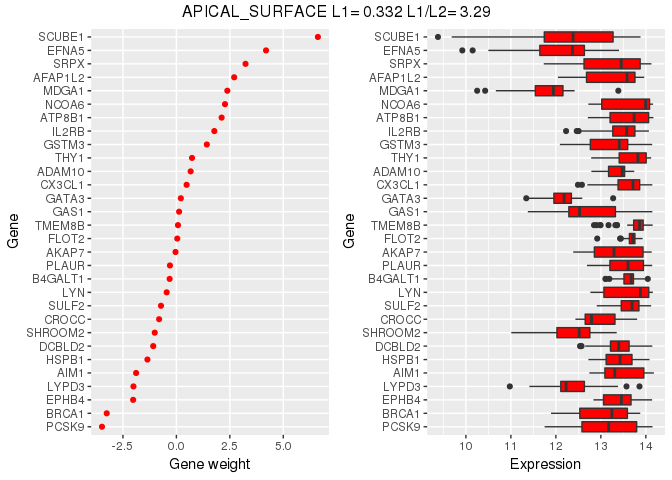 APICAL_SURFACE L1= 0.332 L1/L2= 3.29
Gene
SCUBE1
EFNA5
SRPX
AFAP1L2
MDGA1
NCOA6
ATP8B1
IL2RB
GSTM3
THY1
ADAM10
CX3CL1
GATA3
GAS1
TMEM8B
FLOT2
AKAP7
PLAUR
B4GALT1
LYN
SULF2
CROCC
SHROOM2
DCBLD2
HSPB1
AIM1
LYPD3
EPHB4
BRCA1
PCSK9
-2.5 0.0 2.5 5.0
Gene weight
Gene
SCUBE1
EFNA5
SRPX
AFAP1L2
MDGA1
NCOA6
ATP8B1
IL2RB
GSTM3
THY1
ADAM10
CX3CL1
GATA3
GAS1
TMEM8B
FLOT2
AKAP7
PLAUR
B4GALT1
LYN
SULF2
CROCC
SHROOM2
DCBLD2
HSPB1
AIM1
LYPD3
EPHB4
BRCA1
PCSK9
10 11 12 13 14
Expression